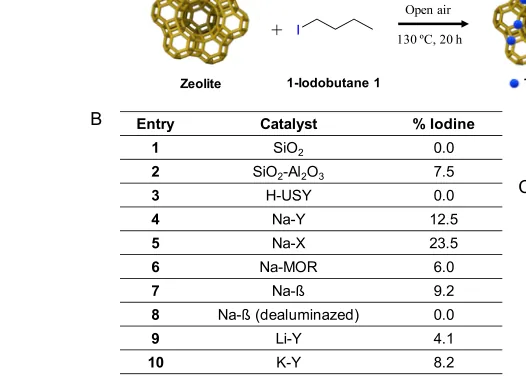 Open air
+ I
130 ºC, 20 h
Zeolite 1-Iodobutane 1
B
Entry Catalyst % Iodine
1 SiO2 0.0
2 SiO2-Al2O3 7.5
3 H-USY 0.0
4 Na-Y 12.5
5 Na-X 23.5
6 Na-MOR 6.0
7 Na-ß 9.2
8 Na-ß (dealuminazed) 0.0
9 Li-Y 4.1
10 K-Y 8.2
C